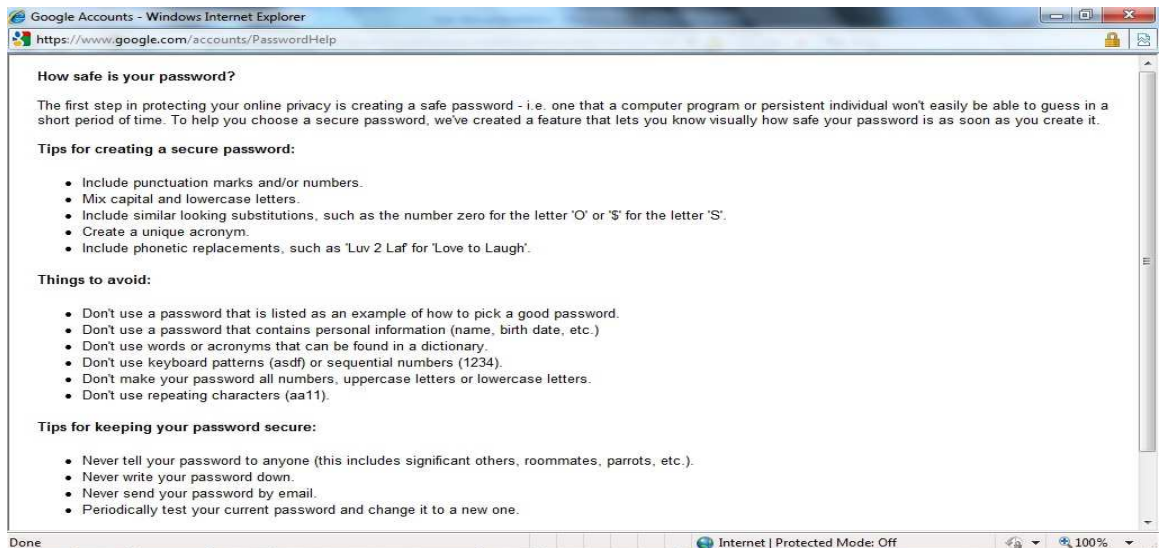 Google Accounts - Windows Internet Explorer
https://www.google.com/accounts/PasswordHelp
How safe is your password?
The first step in protecting your online privacy is creating a safe password - i.e. one that a computer program or persistent individual won't easily be able to guess in a
short period of time. To help you choose a secure password, we've created a feature that lets you know visually how safe your password is as soon as you create it.
Tips for creating a secure password:
• Include punctuation marks and/or numbers.
• Mix capital and lowercase letters.
• Include similar looking substitutions, such as the number zero for the letter 'O' or '$' for the letter 'S'.
• Create a unique acronym.
• Include phonetic replacements, such as 'Luv 2 Laf' for 'Love to Laugh'.
Things to avoid:
• Don't use a password that is listed as an example of how to pick a good password.
• Don't use a password that contains personal information (name, birth date, etc.)
• Don't use words or acronyms that can be found in a dictionary.
• Don't use keyboard patterns (asdf) or sequential numbers (1234).
• Don't make your password all numbers, uppercase letters or lowercase letters.
• Don't use repeating characters (aa11).
Tips for keeping your password secure:
• Never tell your password to anyone (this includes significant others, roommates, parrots, etc.).
• Never write your password down.
• Never send your password by email.
• Periodically test your current password and change it to a new one.
Done Internet | Protected Mode: Off 100%